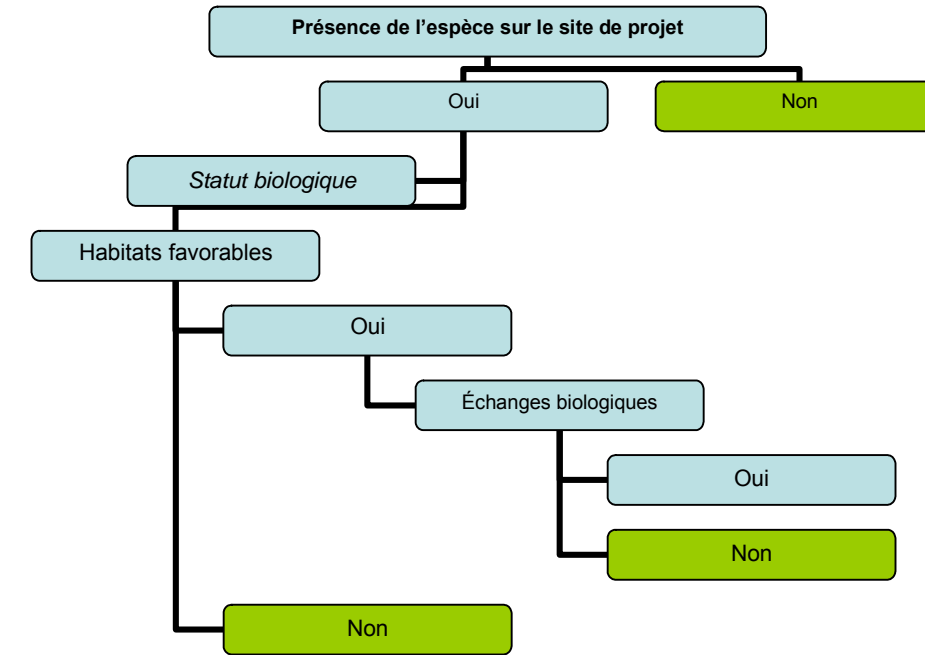 Présence de l'espèce sur le site de projet
Oui
Non
Statut biologique
Habitats favorables
Oui
Échanges biologiques
Oui
Non
Non